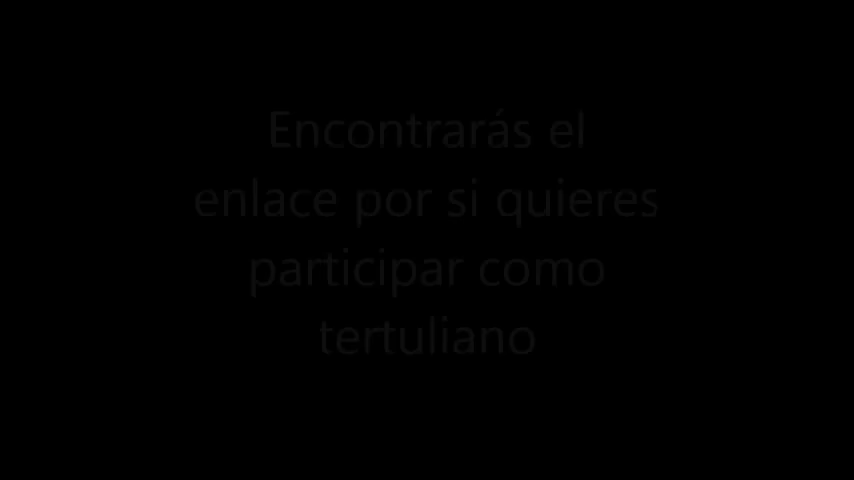 Encontrarás el
enlace por si quieres
participar como
tertuliano